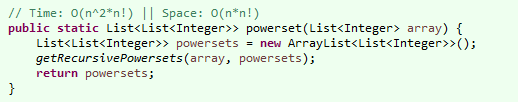 // Time: O(n^2*n!) || Space: O(n*n!)
public static List<List<Integer>> powerset(List<Integer> array) {
List<List<Integer>> powersets = new ArrayList<List<Integer>>();
getRecursivePowersets(array, powersets);
return powersets;
}